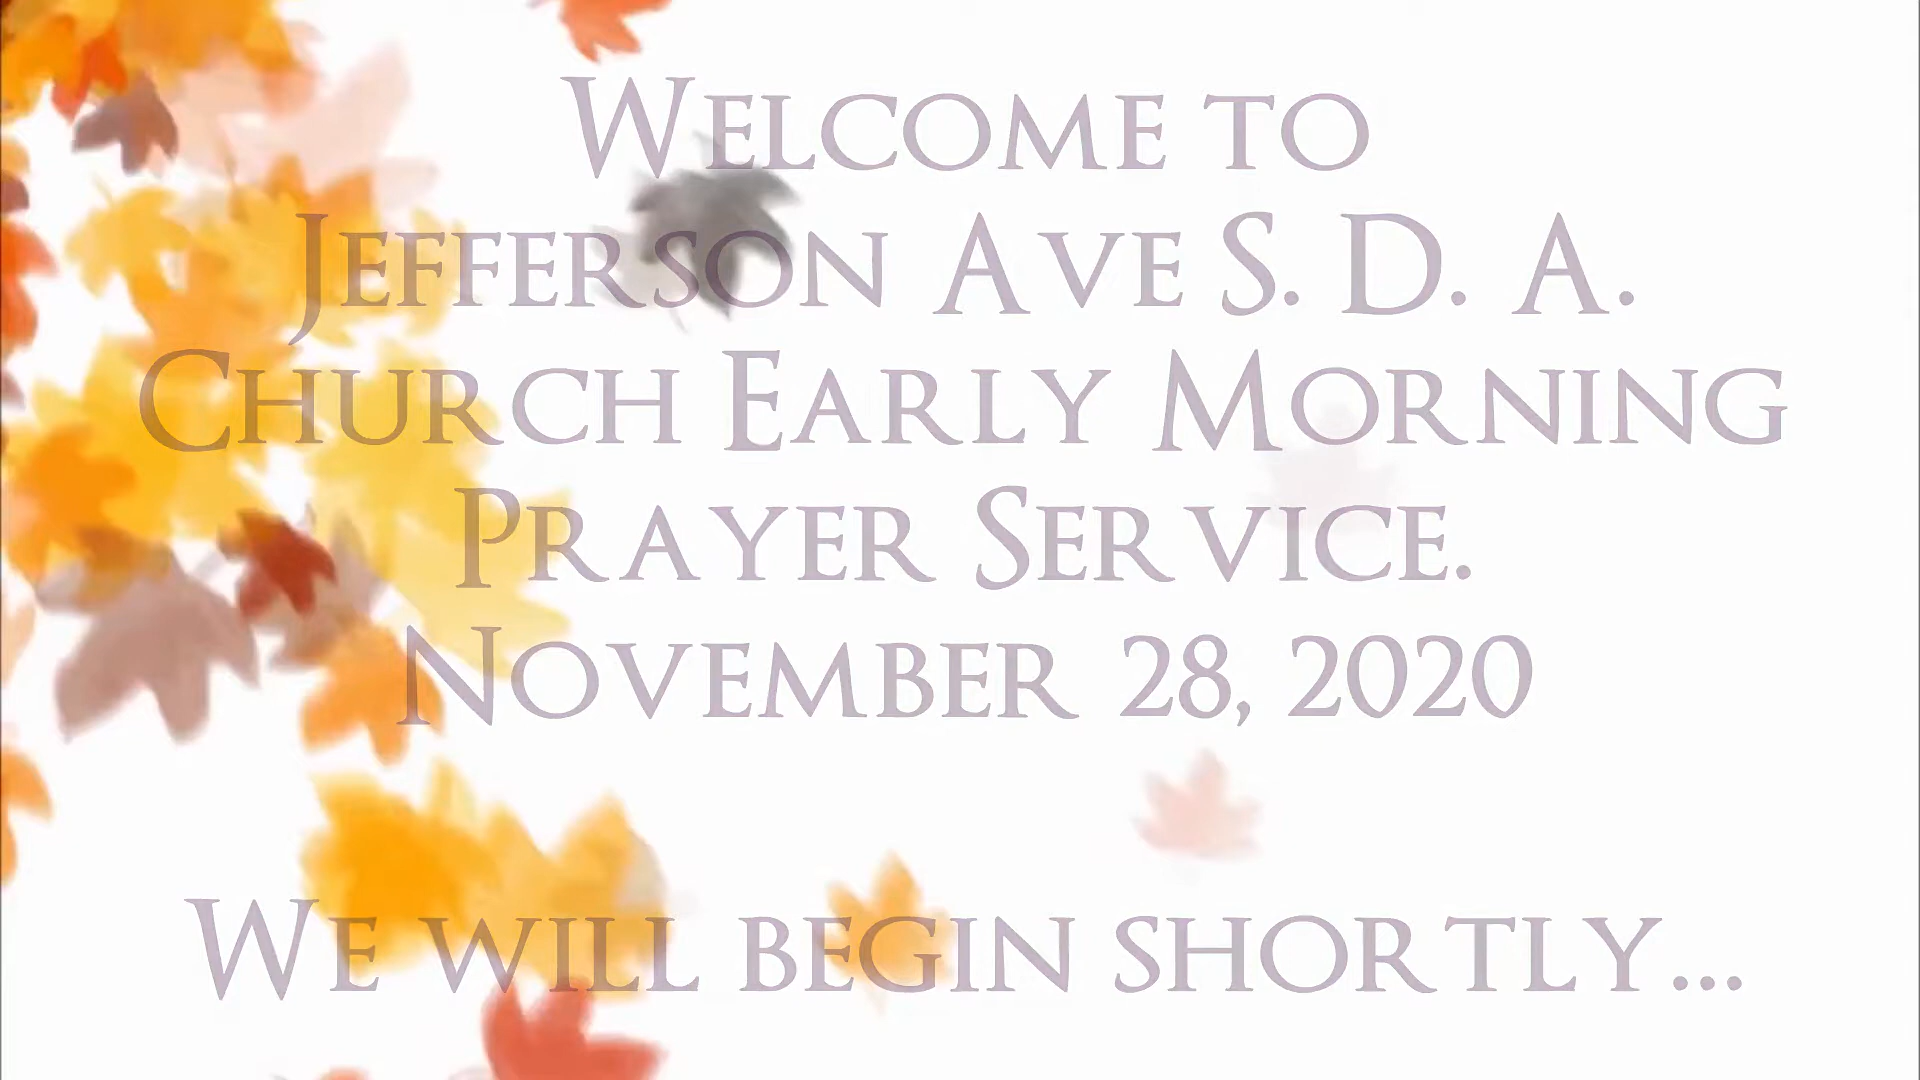 Welcome to
Jefferson Ave S. D. A.
Church Early Morning
Prayer Service.
November 28, 2020
We will begin shortly...